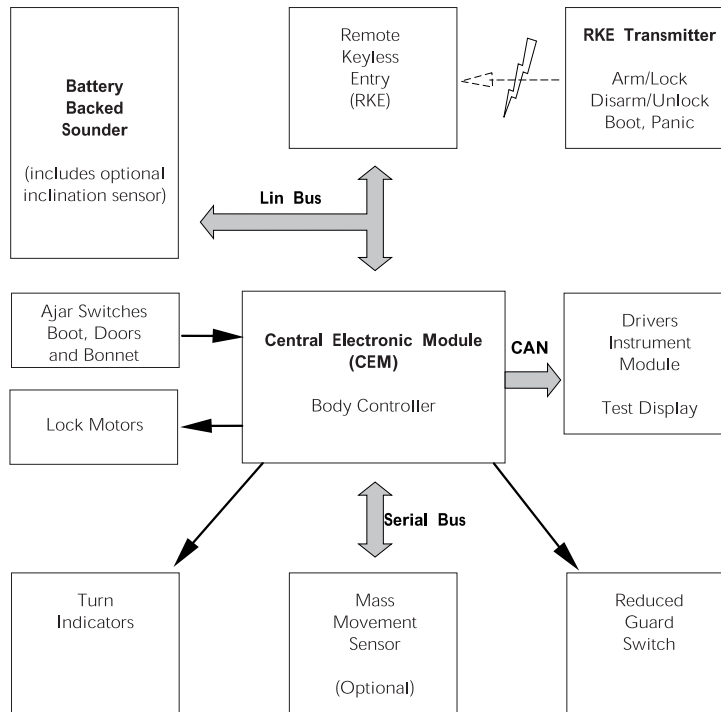 Battery
Backed
Sounder
(includes optional
inclination sensor)
Remote
Keyless
Entry
(RKE)
RKE Transmitter
Arm/Lock
Disarm/Unlock
Boot, Panic
Lin Bus
Ajar Switches
Boot, Doors
and Bonnet
Lock Motors
Central Electronic Module
(CEM)
Body Controller
CAN
Drivers
Instrument
Module
Test Display
Serial Bus
Turn
Indicators
Mass
Movement
Sensor
(Optional)
Reduced
Guard
Switch